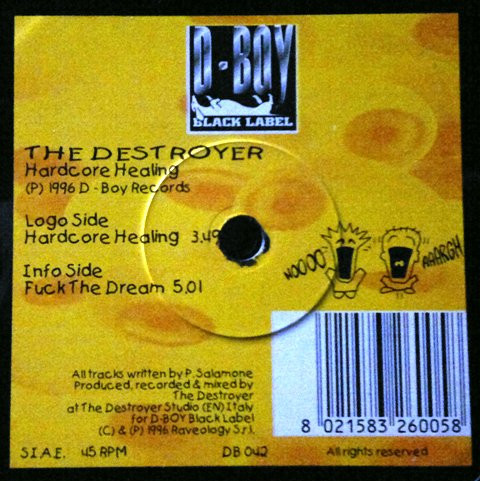 D-BOY
BLACK LABEL
THE DESTROYER
Hardcore Healing
(P) 1996 D-Boy Records
Logo Side
Hardcore Healing 3.49
Info Side
Fuck The Dream 5.01
NOOOO
AAARGH
All tracks written by P. Salamone
Produced, recorded & mixed by
The Destroyer
at The Destroyer Studio (EN) Italy
for D-BOY Black Label
(C) & (P) 1996 Raveology S.r.l.
8 021583 260058
S.I.A.E. 45 RPM DB 042 All rights reserved